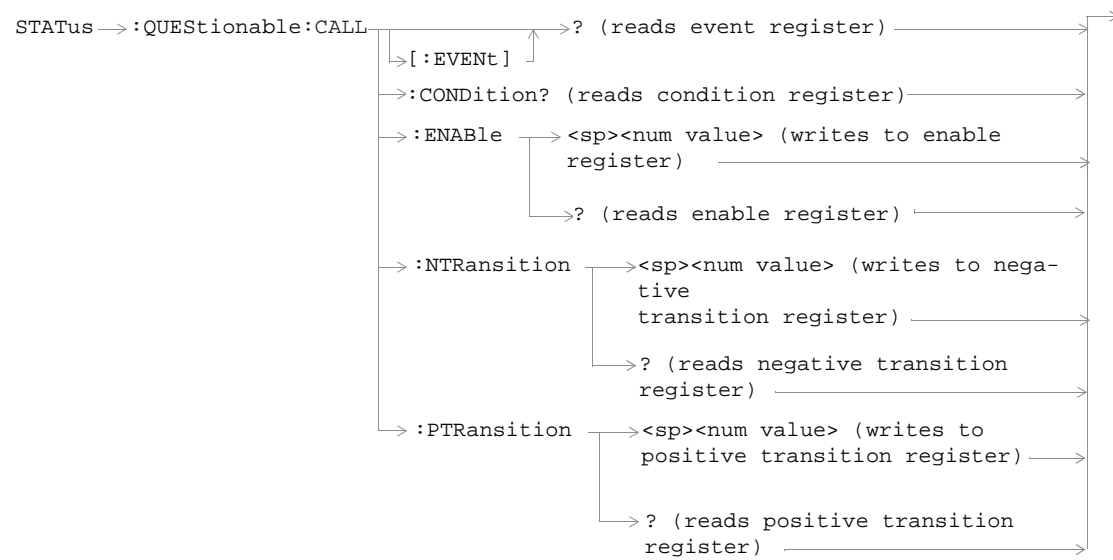 STATus :QUEStionable:CALL ? (reads event register)
[:EVENt]
:CONDition? (reads condition register)
:ENABle <sp><num value> (writes to enable
register)
? (reads enable register)
:NTRansition <sp><num value> (writes to nega-
tive
transition register)
? (reads negative transition
register)
:PTRansition <sp><num value> (writes to
positive transition register)
? (reads positive transition
register)